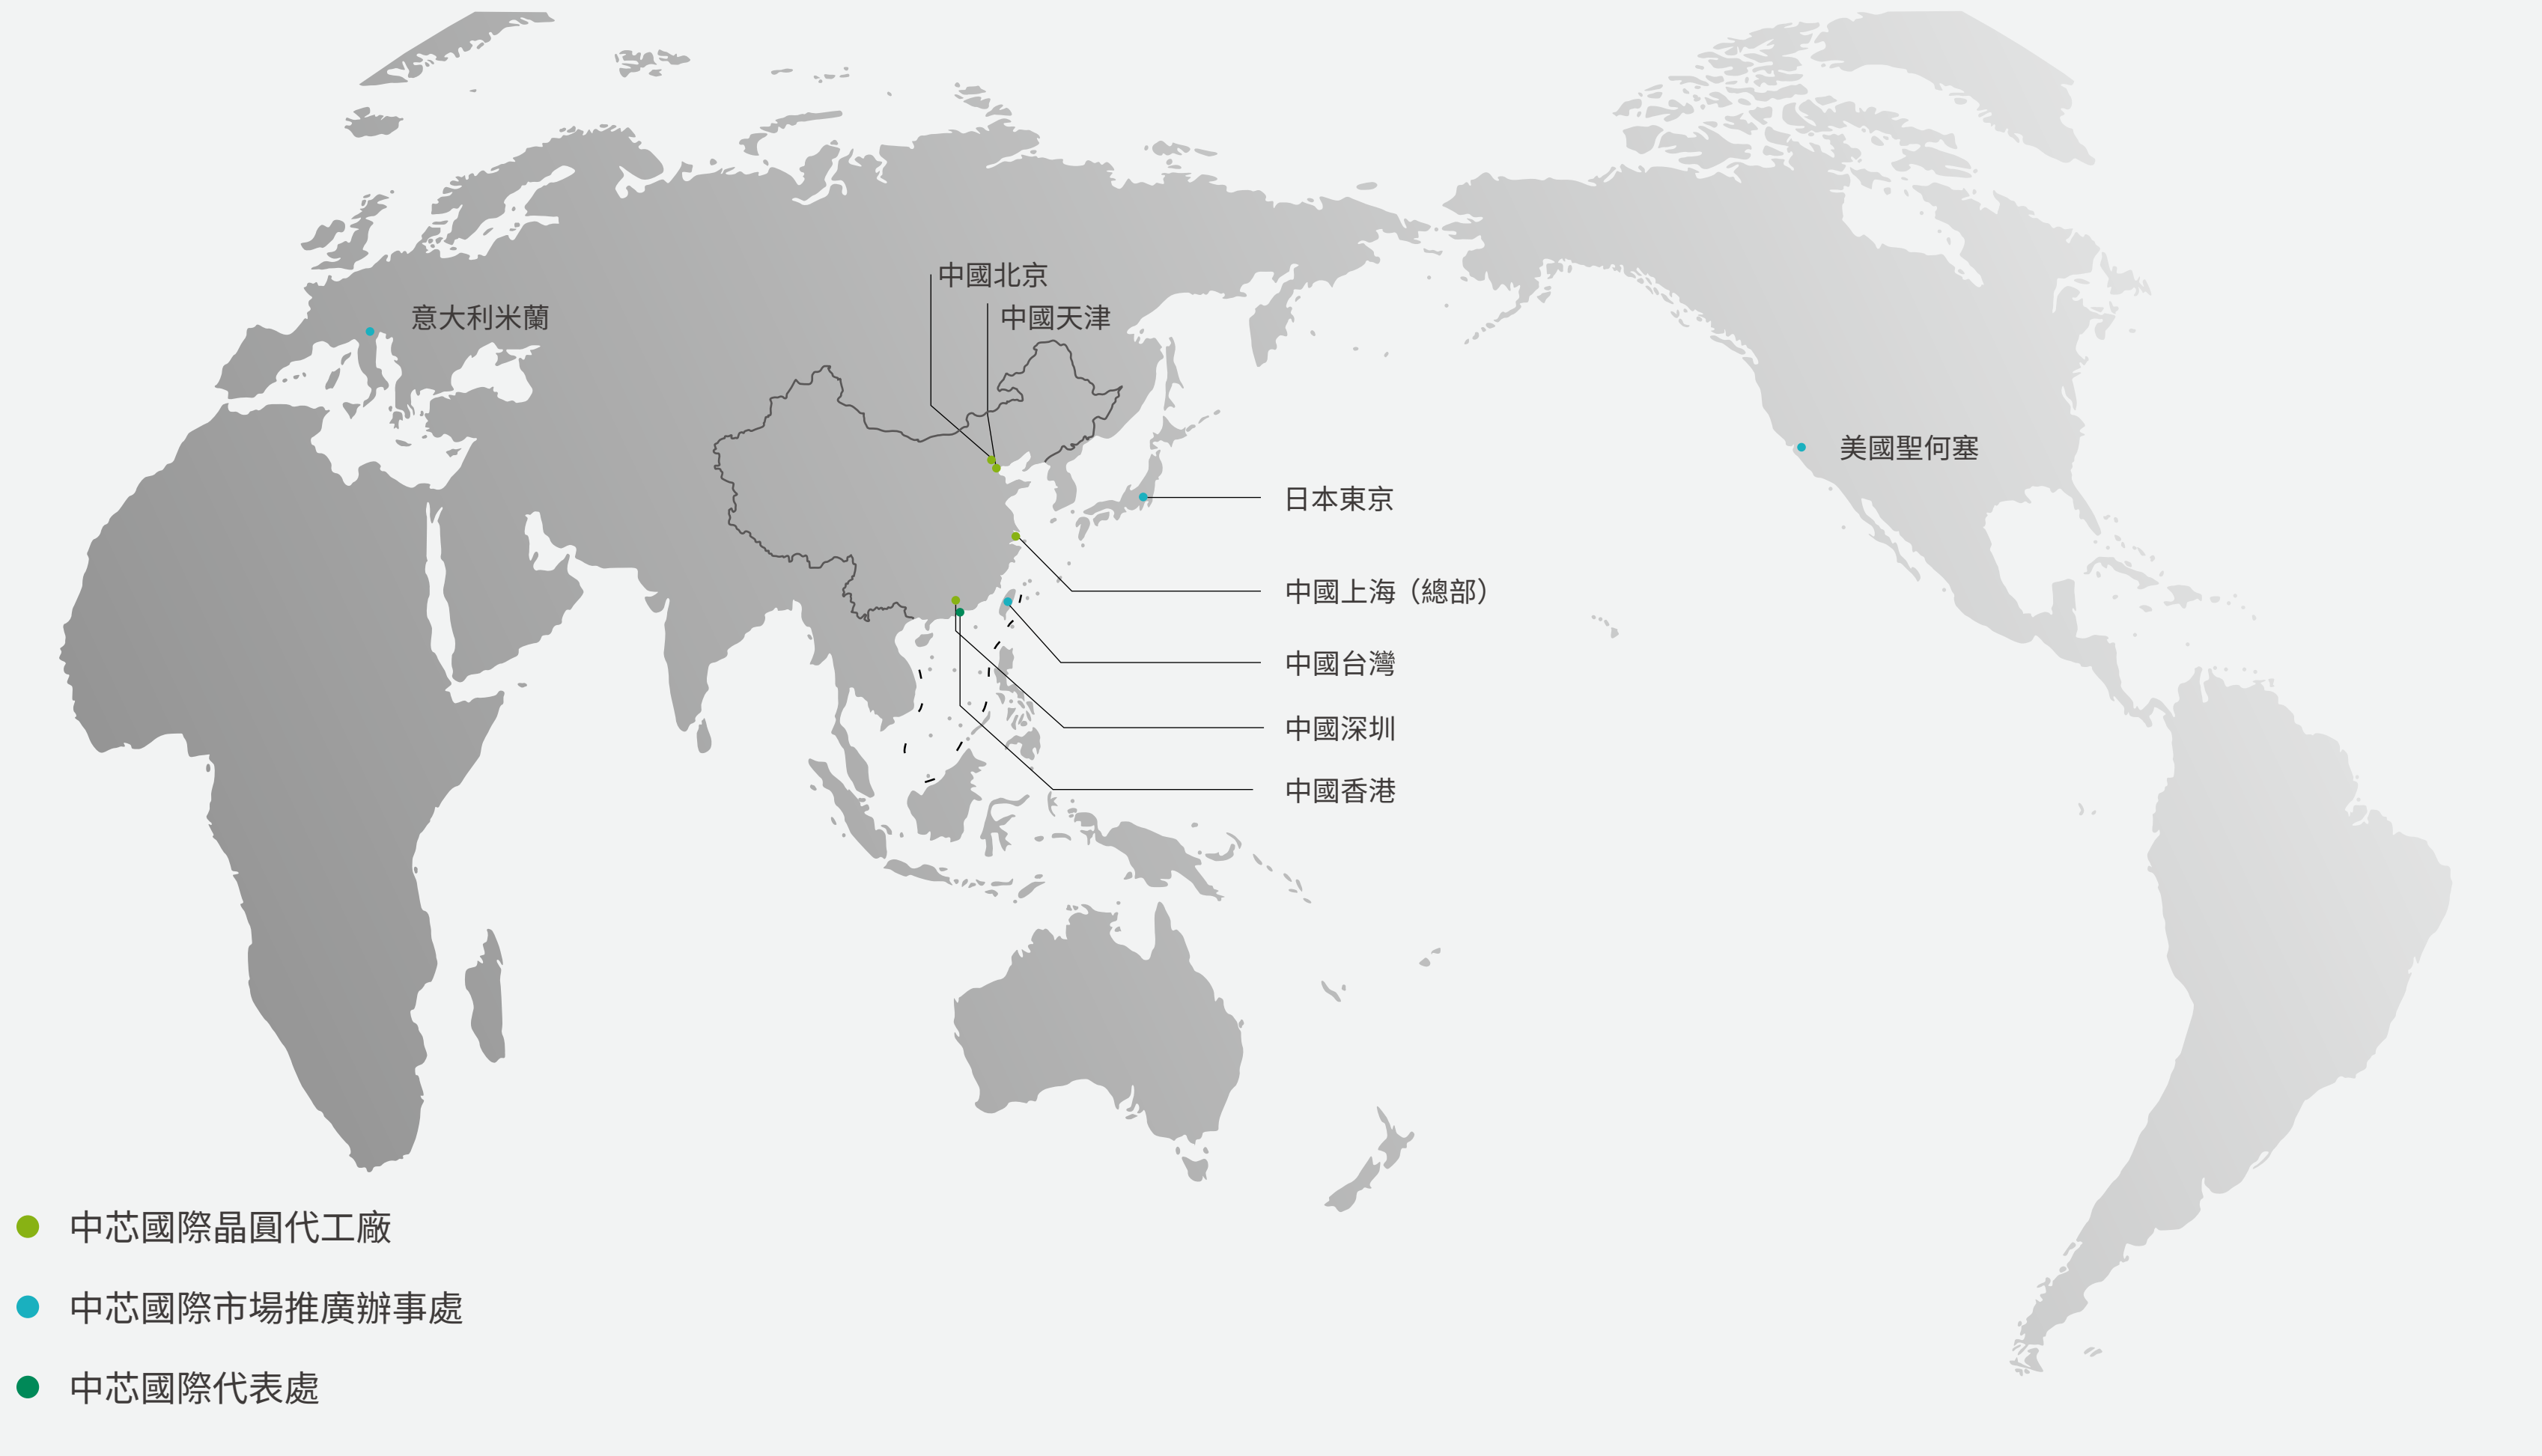 中國北京
意大利米蘭
中國天津
美國聖何塞
日本東京
中國上海（總部）
中國台灣
中國深圳
中國香港
中芯國際晶圓代工廠
中芯國際市場推廣辦事處
中芯國際代表處